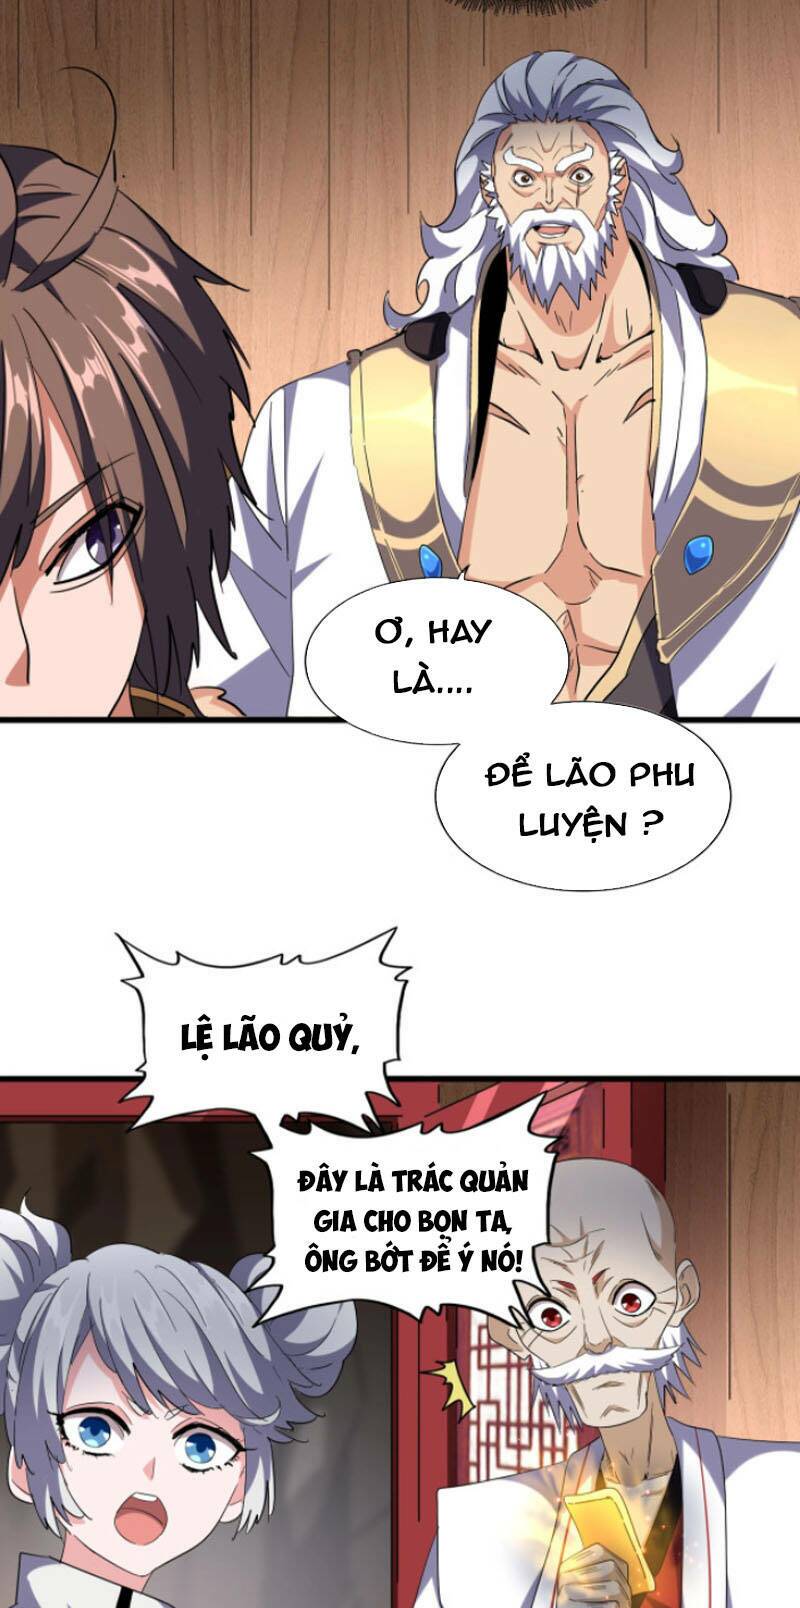 Ơ, HAY
LÀ....
ĐỂ LÃO PHU
LUYỆN ?
LỆ LÃO QUỶ,
ĐÂY LÀ TRÁC QUẢN
GIA CHO BỌN TA,
ÔNG BỚT ĐỂ Ý NÓ!